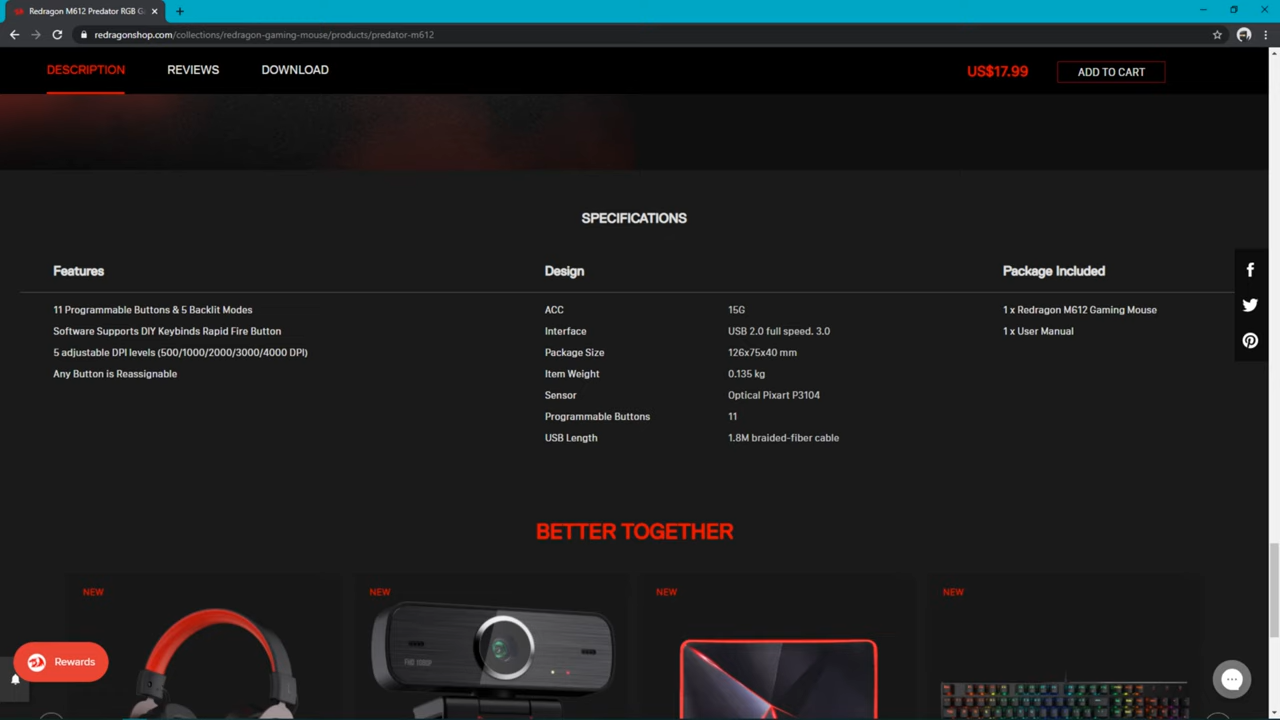 Redragon M612 Predator RGB G
redragonshop.com/collections/redragon-gaming-mouse/products/predator-m612
DESCRIPTION
REVIEWS
DOWNLOAD
US$17.99
ADD TO CART
SPECIFICATIONS
Features
11 Programmable Buttons & 5 Backlit Modes
Software Supports DIY Keybinds Rapid Fire Button
5 adjustable DPI levels (500/1000/2000/3000/4000 DPI)
Any Button is Reassignable
Design
ACC 15G
Interface USB 2.0 full speed. 3.0
Package Size 126x75x40 mm
Item Weight 0.135 kg
Sensor Optical Pixart P3104
Programmable Buttons 11
USB Length 1.8M braided-fiber cable
Package Included
1 x Redragon M612 Gaming Mouse
1 x User Manual
BETTER TOGETHER
NEW
NEW
NEW
NEW
FHD 1080P
Rewards